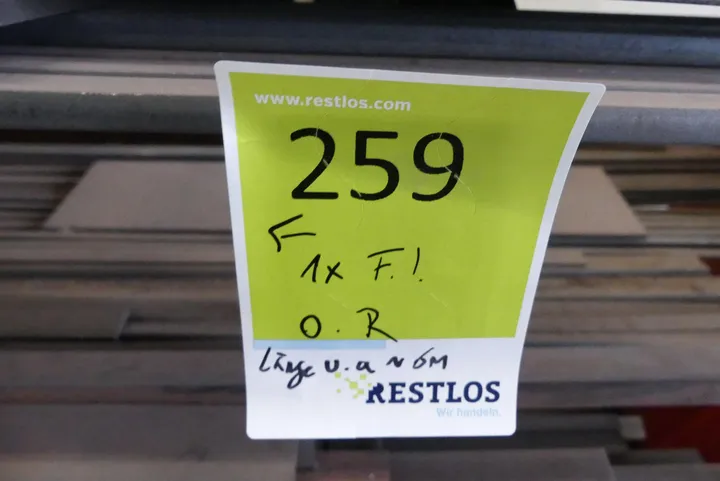 www.restlos.com
259
←
1x F.!
O. R
Länge u.a ~ 6M
RESTLOS
Wir handeln.